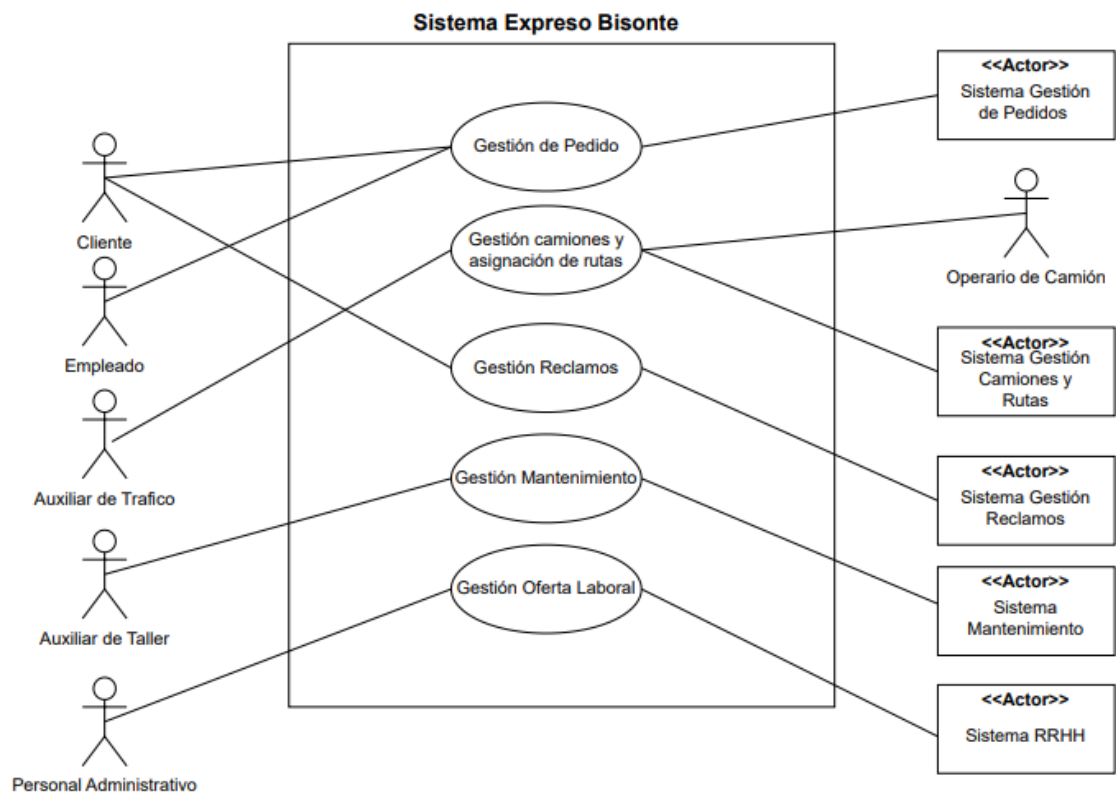 Sistema Expreso Bisonte
<<Actor>>
Sistema Gestión
de Pedidos
Gestión de Pedido
Cliente
Gestión camiones y
asignación de rutas
Operario de Camión
Empleado
<<Actor>>
Sistema Gestión
Camiones y
Rutas
Gestión Reclamos
Auxiliar de Trafico
<<Actor>>
Sistema Gestión
Reclamos
Gestión Mantenimiento
Auxiliar de Taller
<<Actor>>
Sistema
Mantenimiento
Gestión Oferta Laboral
<<Actor>>
Sistema RRHH
Personal Administrativo